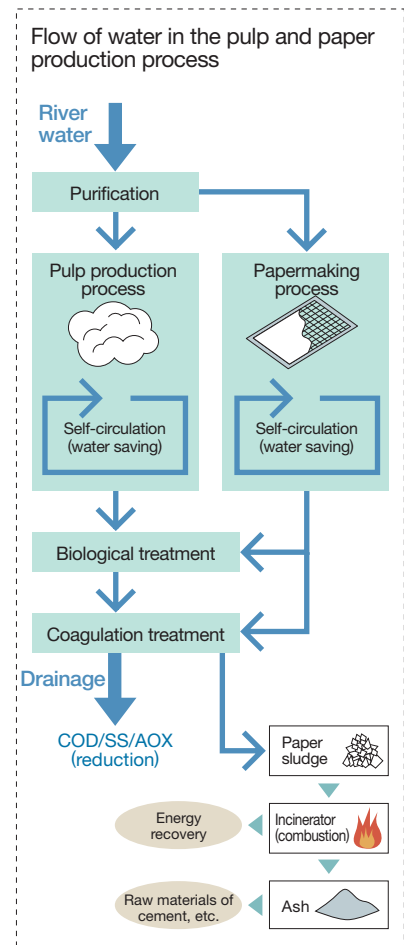 Flow of water in the pulp and paper
production process
River
water
Purification
Pulp production
process
Papermaking
process
Self-circulation
(water saving)
Self-circulation
(water saving)
Biological treatment
Coagulation treatment
Drainage
COD/SS/AOX
(reduction)
Paper
sludge
Energy
recovery
Incinerator
(combustion)
Raw materials of
cement, etc.
Ash